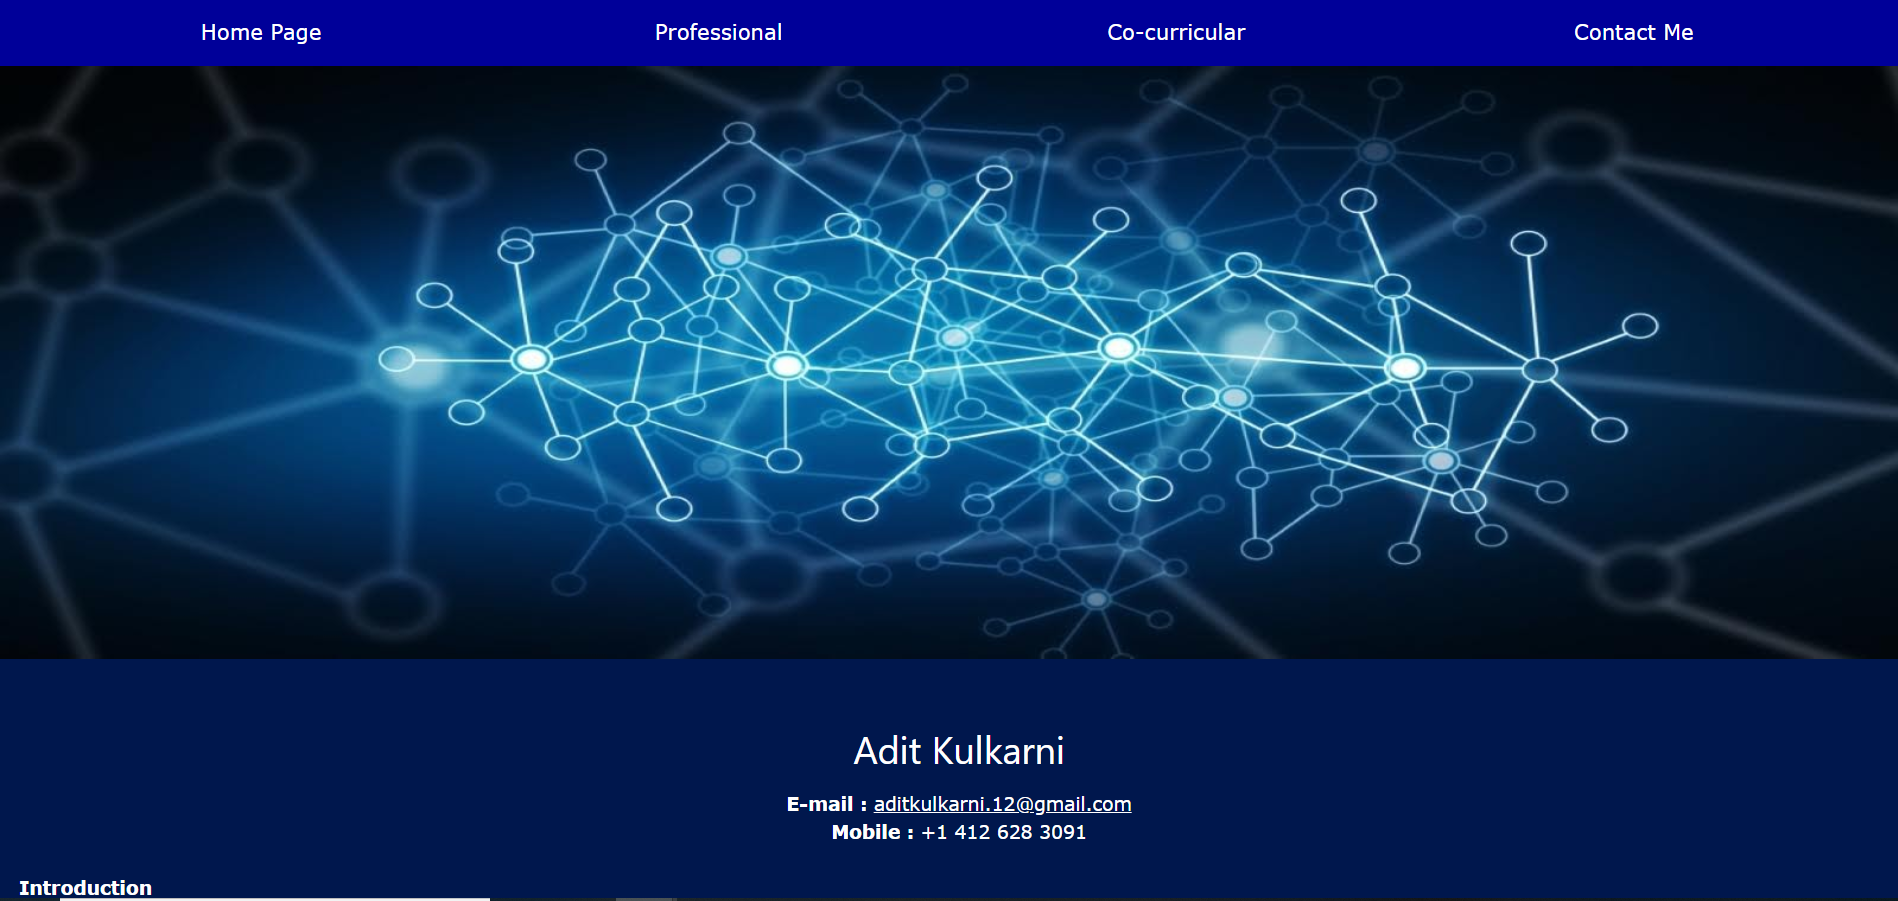 Home Page Professional Co-curricular Contact Me
Adit Kulkarni
E-mail : aditkulkarni.12@gmail.com
Mobile : +1 412 628 3091
Introduction